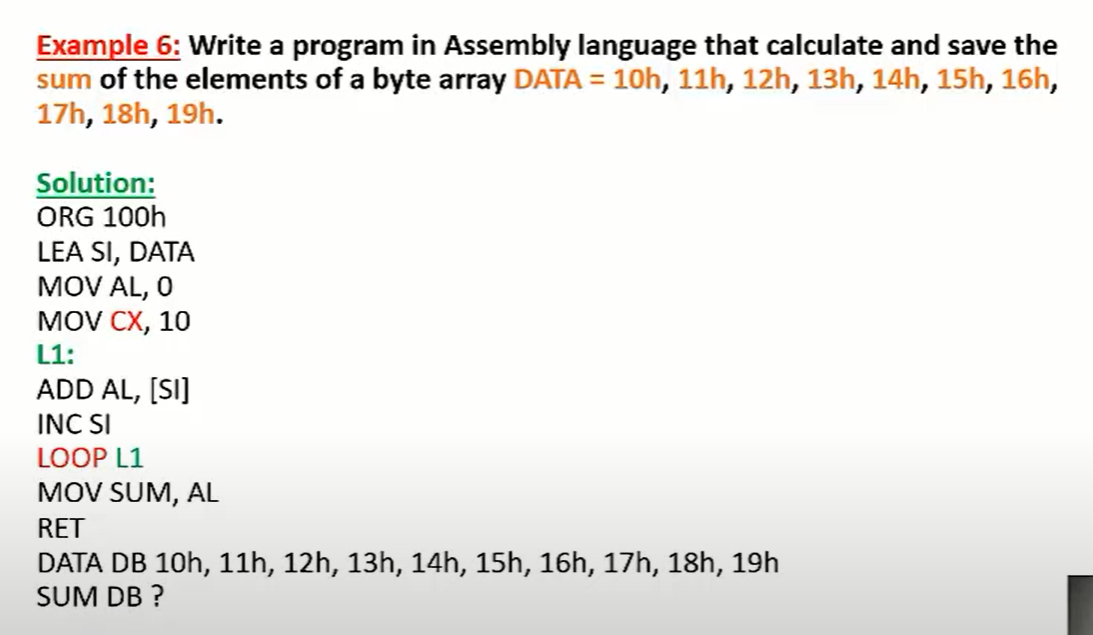 Example 6: Write a program in Assembly language that calculate and save the
sum of the elements of a byte array DATA = 10h, 11h, 12h, 13h, 14h, 15h, 16h,
17h, 18h, 19h.
Solution:
ORG 100h
LEA SI, DATA
MOV AL, 0
MOV CX, 10
L1:
ADD AL, [SI]
INC SI
LOOP L1
MOV SUM, AL
RET
DATA DB 10h, 11h, 12h, 13h, 14h, 15h, 16h, 17h, 18h, 19h
SUM DB ?